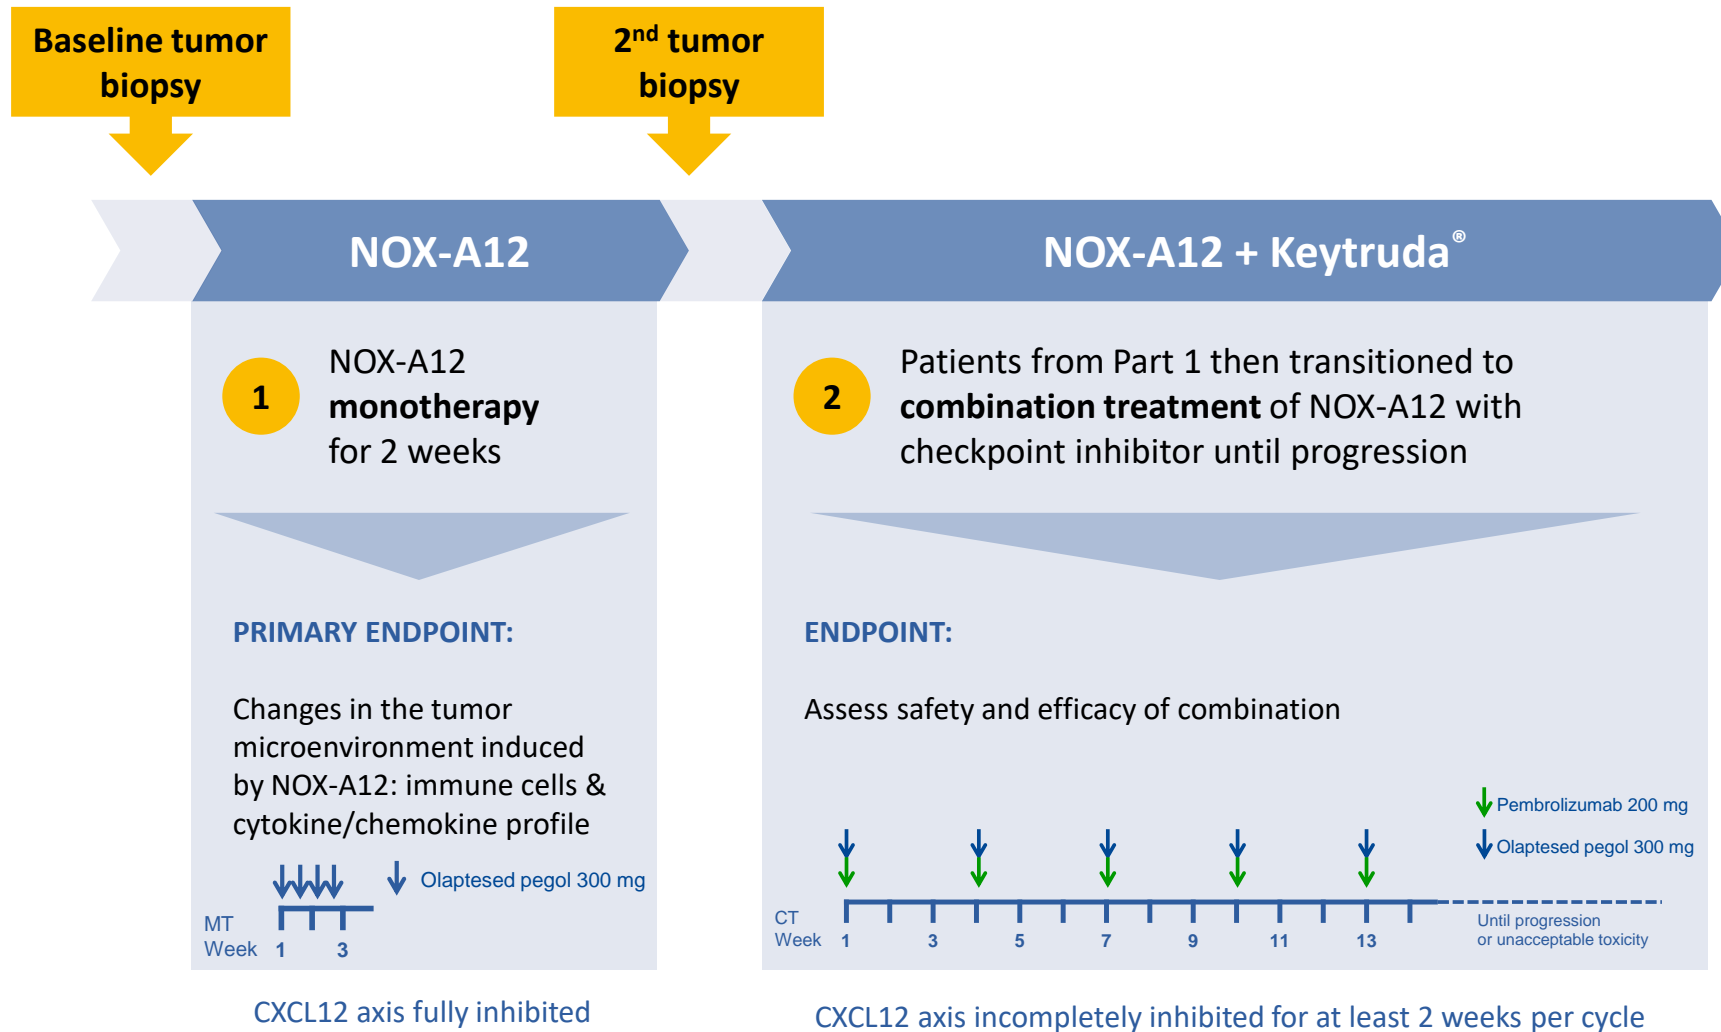 Baseline tumor
biopsy
2nd tumor
biopsy
NOX-A12
NOX-A12 + Keytruda®
1
NOX-A12
monotherapy
for 2 weeks
2
Patients from Part 1 then transitioned to
combination treatment of NOX-A12 with
checkpoint inhibitor until progression
PRIMARY ENDPOINT:
Changes in the tumor
microenvironment induced
by NOX-A12: immune cells &
cytokine/chemokine profile
Olaptesed pegol 300 mg
MT
Week 1 3
ENDPOINT:
Assess safety and efficacy of combination
Pembrolizumab 200 mg
Olaptesed pegol 300 mg
CT
Week 1 3 5 7 9 11 13
Until progression
or unacceptable toxicity
CXCL12 axis fully inhibited
CXCL12 axis incompletely inhibited for at least 2 weeks per cycle